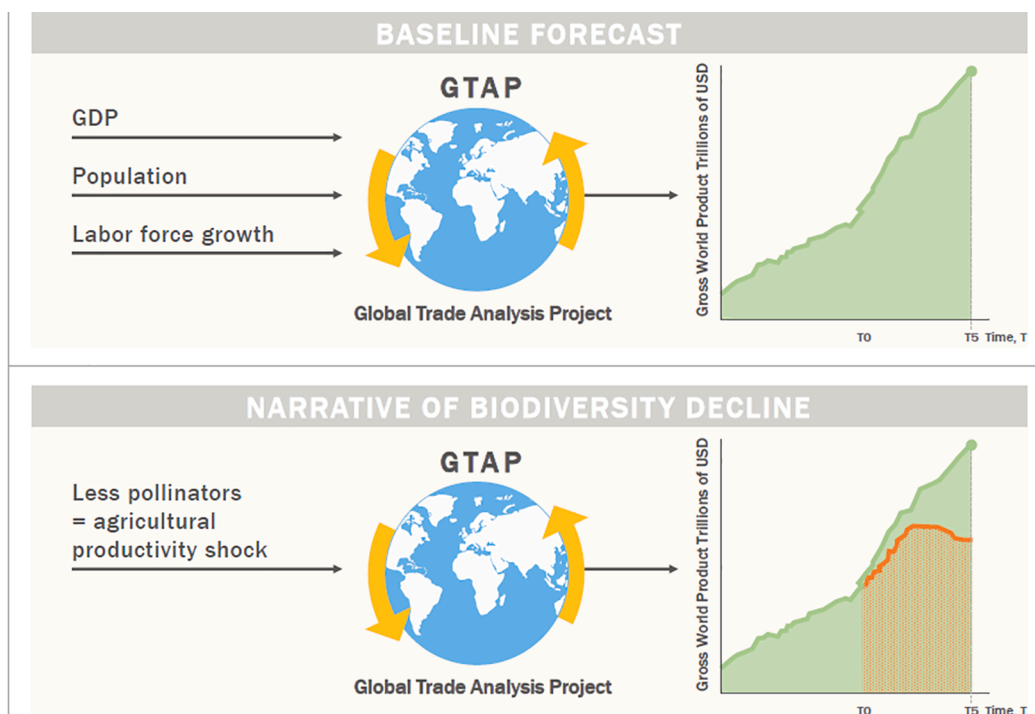 BASELINE FORECAST
GTAP
GDP
Population
Labor force growth
Global Trade Analysis Project
Gross World Product Trillions of USD
T0
T5 Time, T
NARRATIVE OF BIODIVERSITY DECLINE
GTAP
Less pollinators
= agricultural
productivity shock
Global Trade Analysis Project
Gross World Product Trillions of USD
T0
T5 Time, T